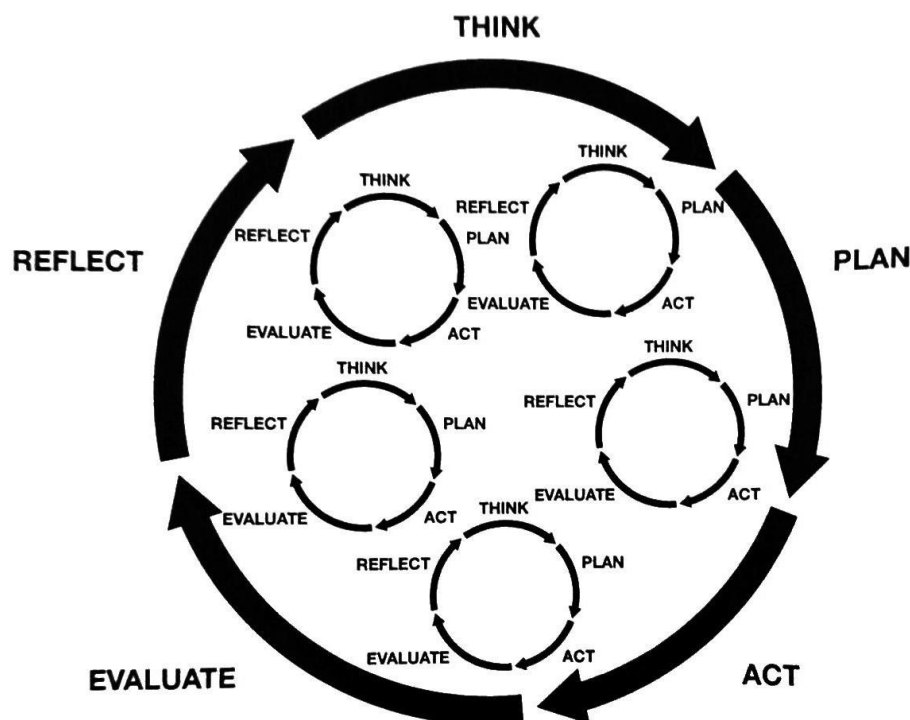 THINK
PLAN
ACT
EVALUATE
REFLECT
THINK
PLAN
ACT
EVALUATE
REFLECT
THINK
PLAN
ACT
EVALUATE
REFLECT
THINK
PLAN
ACT
EVALUATE
REFLECT
THINK
PLAN
ACT
EVALUATE
REFLECT
THINK
PLAN
ACT
EVALUATE
REFLECT